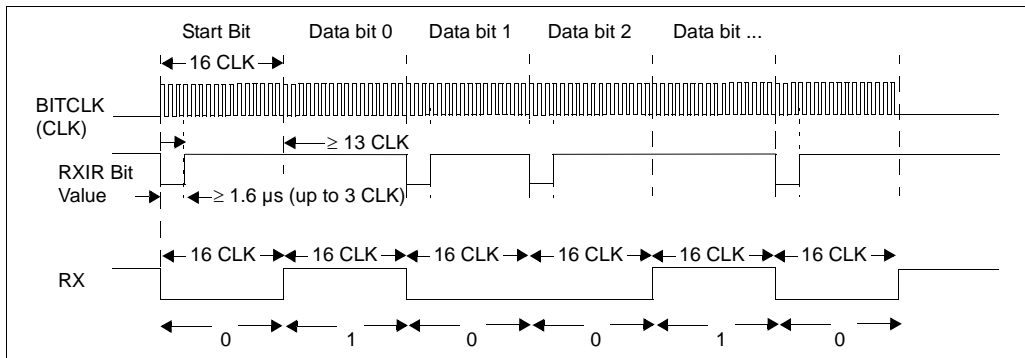 Start Bit Data bit 0 Data bit 1 Data bit 2 Data bit ...
16 CLK
BITCLK
(CLK)
≥ 13 CLK
RXIR Bit
Value
≥ 1.6 µs (up to 3 CLK)
16 CLK 16 CLK 16 CLK 16 CLK 16 CLK 16 CLK
RX
0 1 0 0 1 0